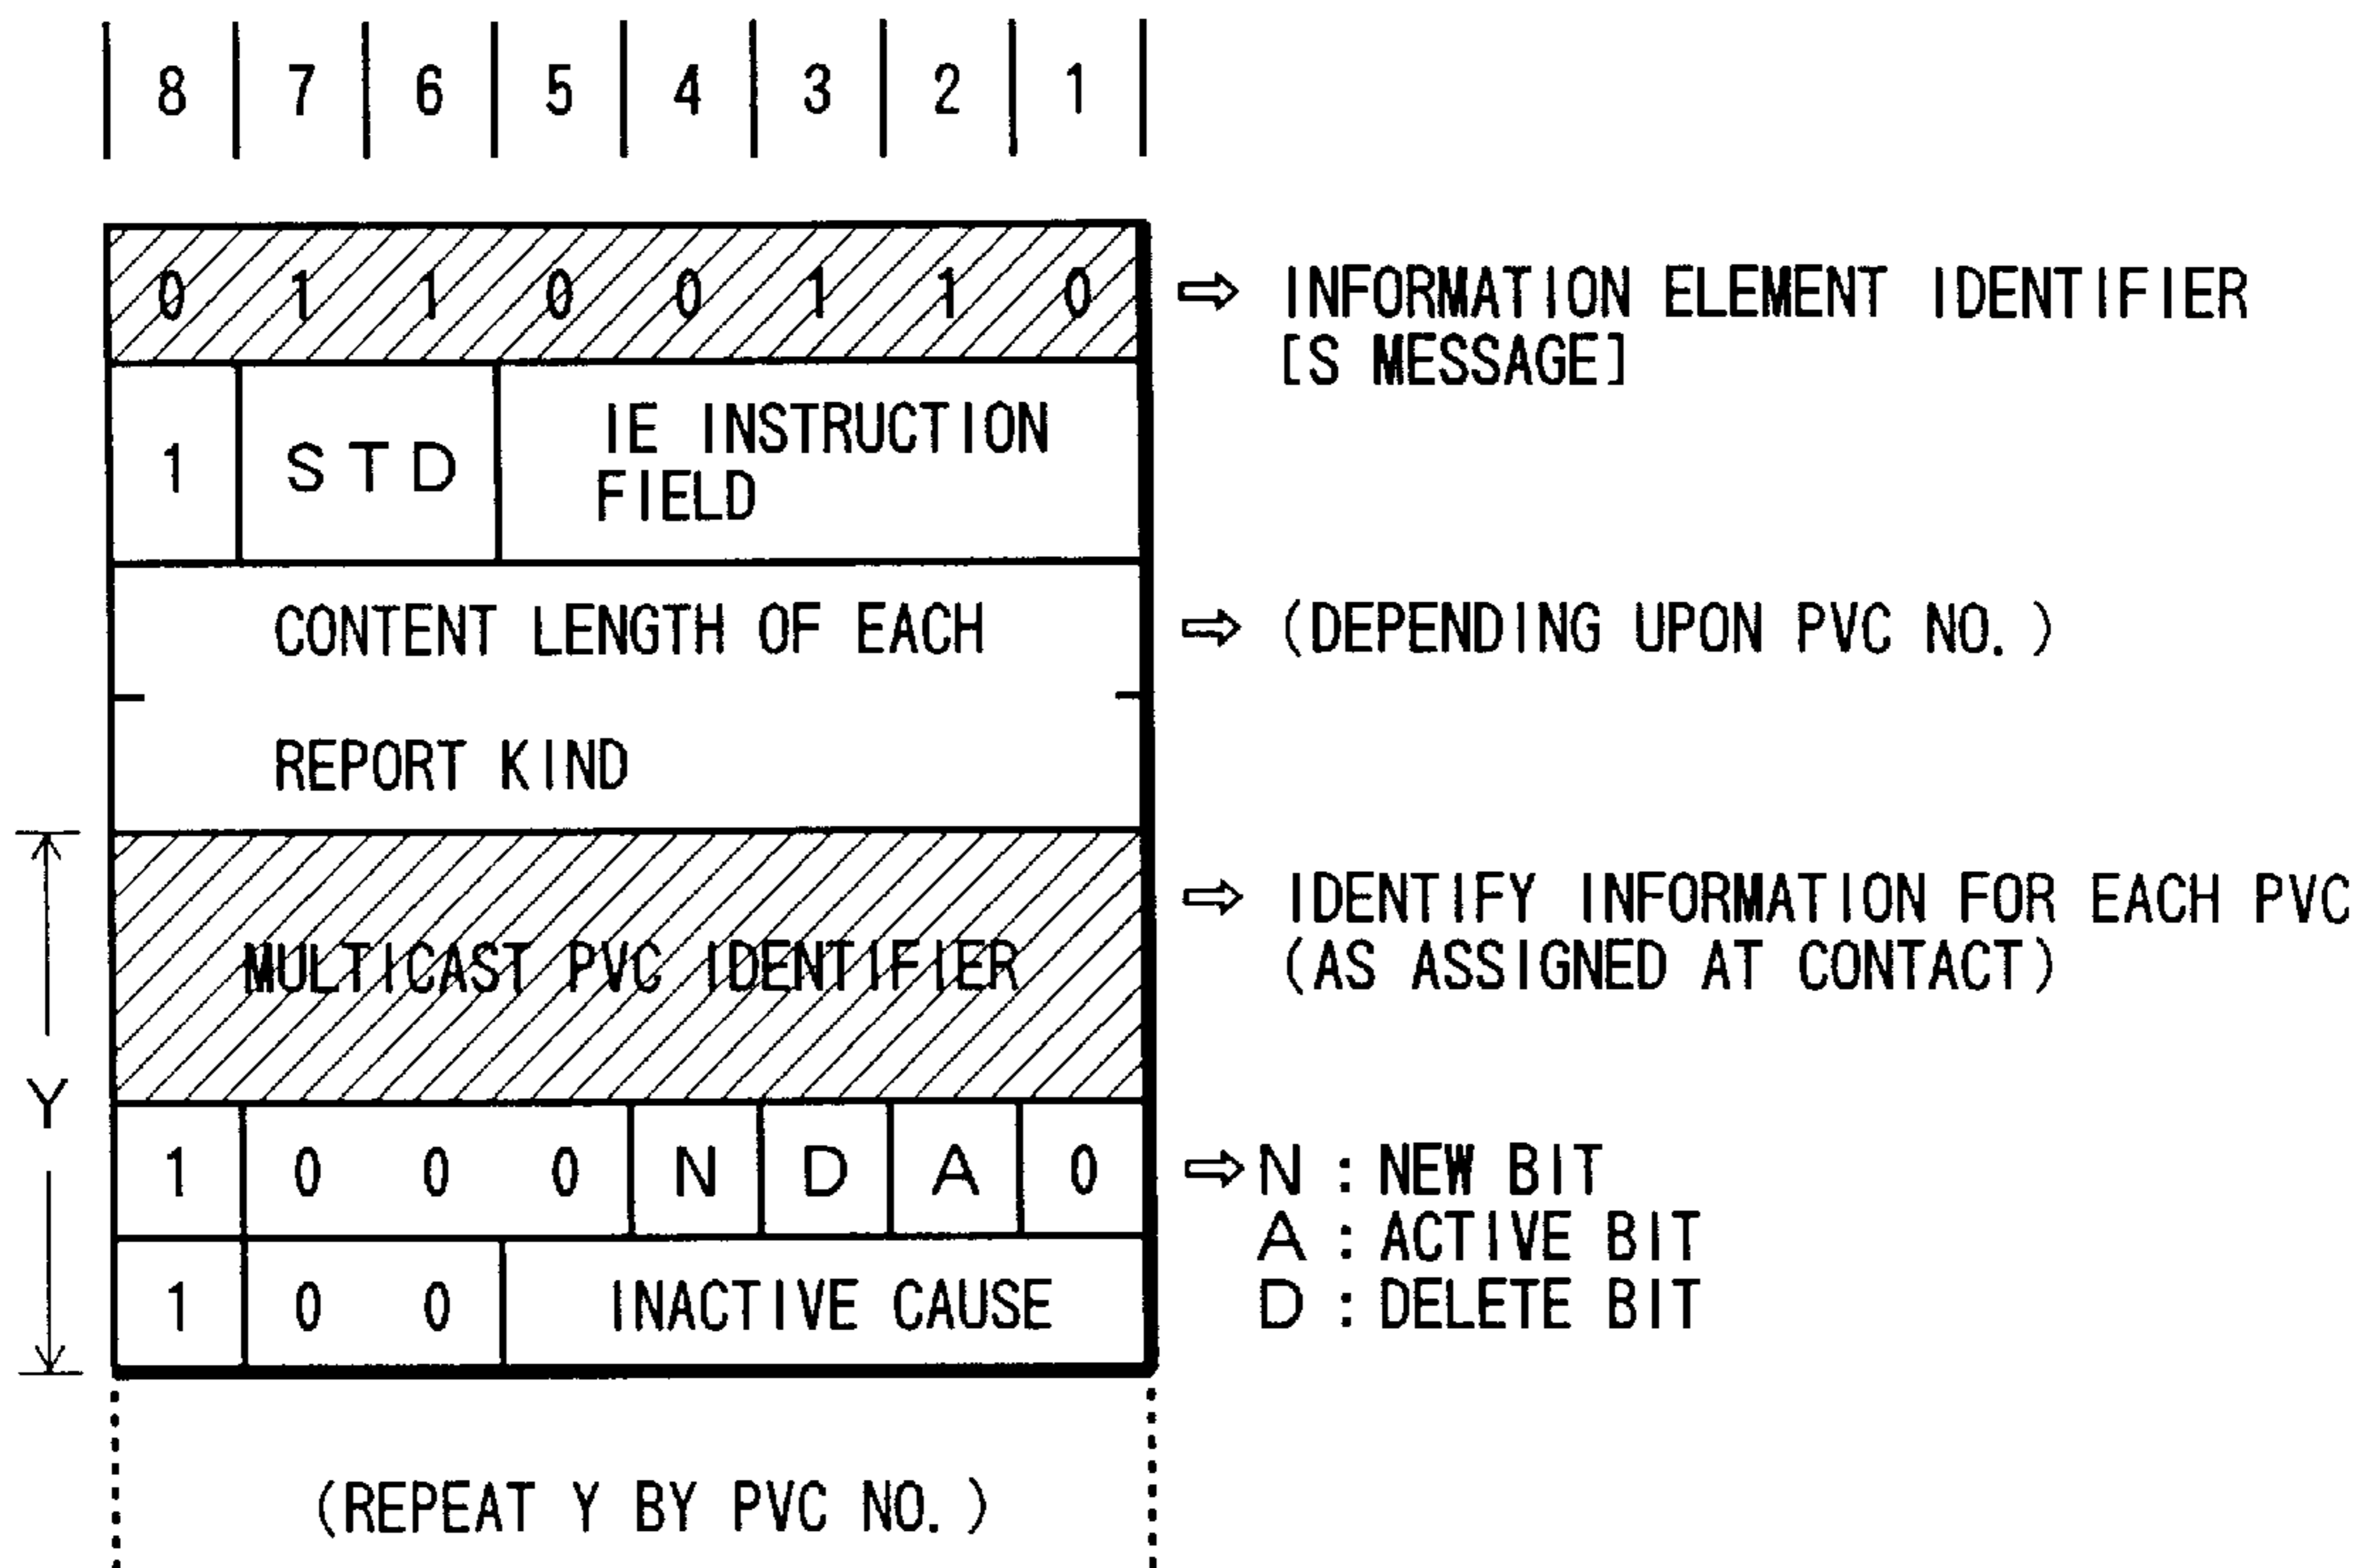 8 7 6 5 4 3 2 1
0 1 1 0 0 1 1 0 ⇨ INFORMATION ELEMENT IDENTIFIER
[S MESSAGE]
1 STD IE INSTRUCTION
FIELD
CONTENT LENGTH OF EACH ⇨ (DEPENDING UPON PVC NO.)
REPORT KIND
⇨ IDENTIFY INFORMATION FOR EACH PVC
MULTICAST PVC IDENTIFIER (AS ASSIGNED AT CONTACT)
Y
1 0 0 0 N D A 0 ⇨ N : NEW BIT
A : ACTIVE BIT
1 0 0 INACTIVE CAUSE D : DELETE BIT
(REPEAT Y BY PVC NO.)